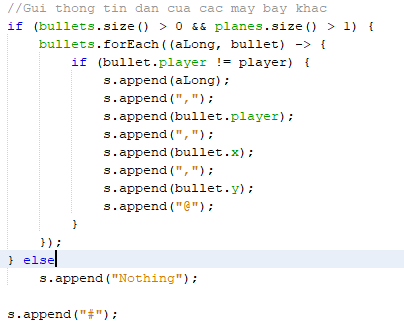 //Gui thong tin dan cua cac may bay khac
if (bullets.size() > 0 && planes.size() > 1) {
    bullets.forEach((aLong, bullet) -> {
        if (bullet.player != player) {
            s.append(aLong);
            s.append(",");
            s.append(bullet.player);
            s.append(",");
            s.append(bullet.x);
            s.append(",");
            s.append(bullet.y);
            s.append("@");
        }
    });
} else
    s.append("Nothing");

s.append("#");